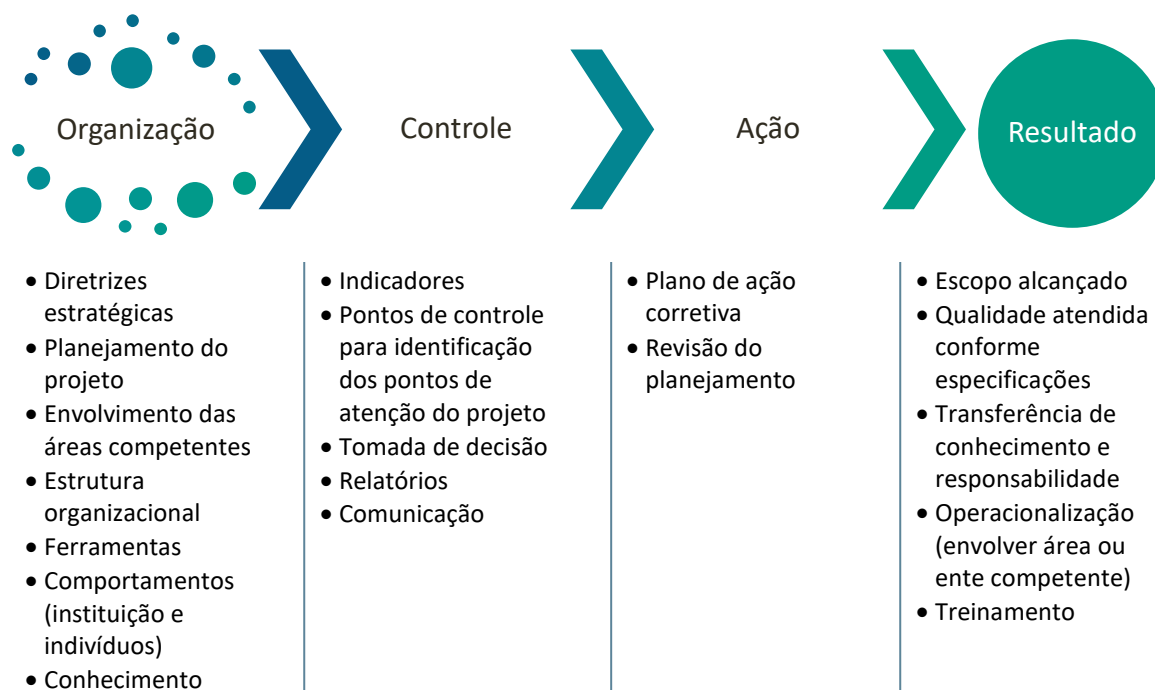 Organização
Controle
Ação
Resultado
• Diretrizes
estratégicas
• Planejamento do
projeto
• Envolvimento das
áreas competentes
• Estrutura
organizacional
• Ferramentas
• Comportamentos
(instituição e
indivíduos)
• Conhecimento
• Indicadores
• Pontos de controle
para identificação
dos pontos de
atenção do projeto
• Tomada de decisão
• Relatórios
• Comunicação
• Plano de ação
corretiva
• Revisão do
planejamento
• Escopo alcançado
• Qualidade atendida
conforme
especificações
• Transferência de
conhecimento e
responsabilidade
• Operacionalização
(envolver área ou
ente competente)
• Treinamento